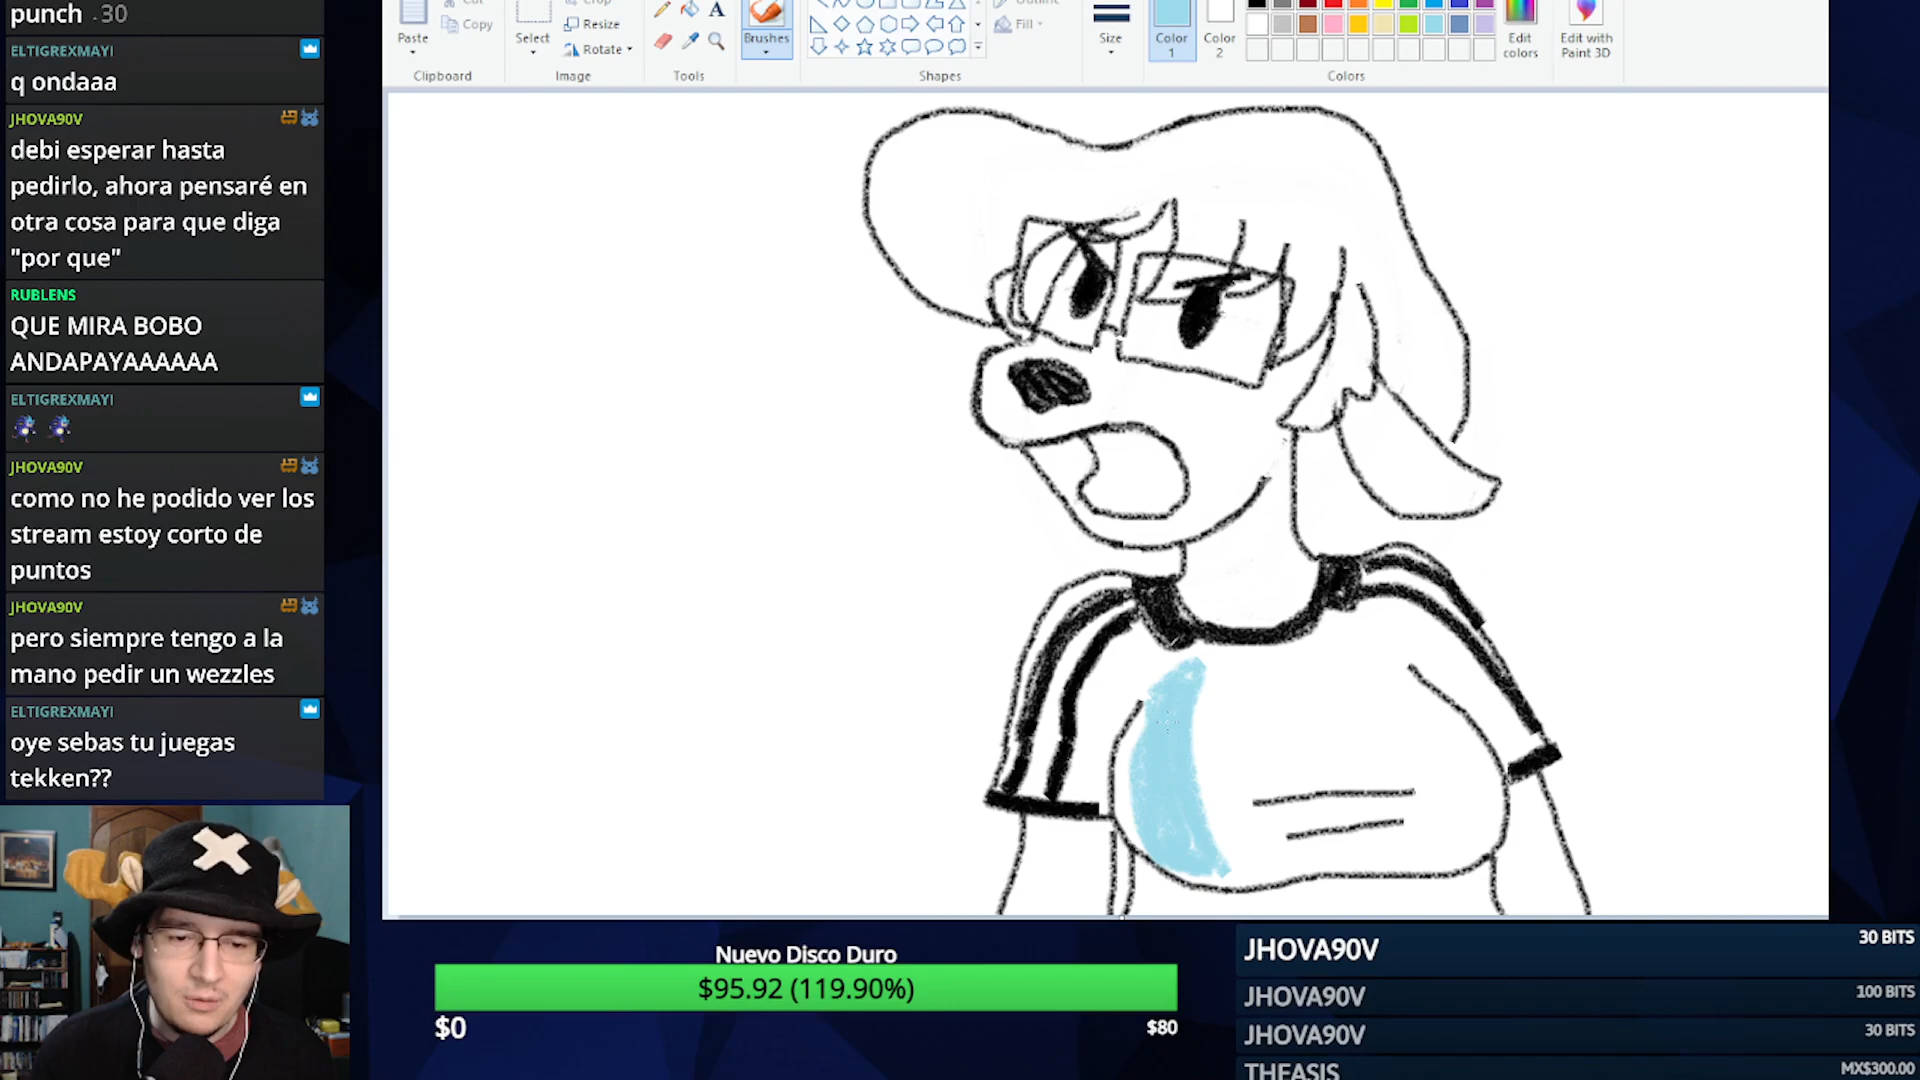 punch . 30
ELTIGREXMAYI
q ondaaa
JHOVA90V
debi esperar hasta
pedirlo, ahora pensaré en
otra cosa para que diga
"por que"
RUBLENS
QUE MIRA BOBO
ANDAPAYAAAAAA
ELTIGREXMAYI
JHOVA90V
como no he podido ver los
stream estoy corto de
puntos
JHOVA90V
pero siempre tengo a la
mano pedir un wezzles
ELTIGREXMAYI
oye sebas tu juegas
tekken??
Paste
Cut
Copy
Clipboard
Select
Crop
Resize
Rotate
Image
A
Tools
Brushes
Outline
Fill
Shapes
Size
Color
1
Color
2
Edit
colors
Edit with
Paint 3D
Colors
Nuevo Disco Duro
$95.92 (119.90%)
$0
$80
JHOVA90V 30 BITS
JHOVA90V 100 BITS
JHOVA90V 30 BITS
THEASIS MX$300.00